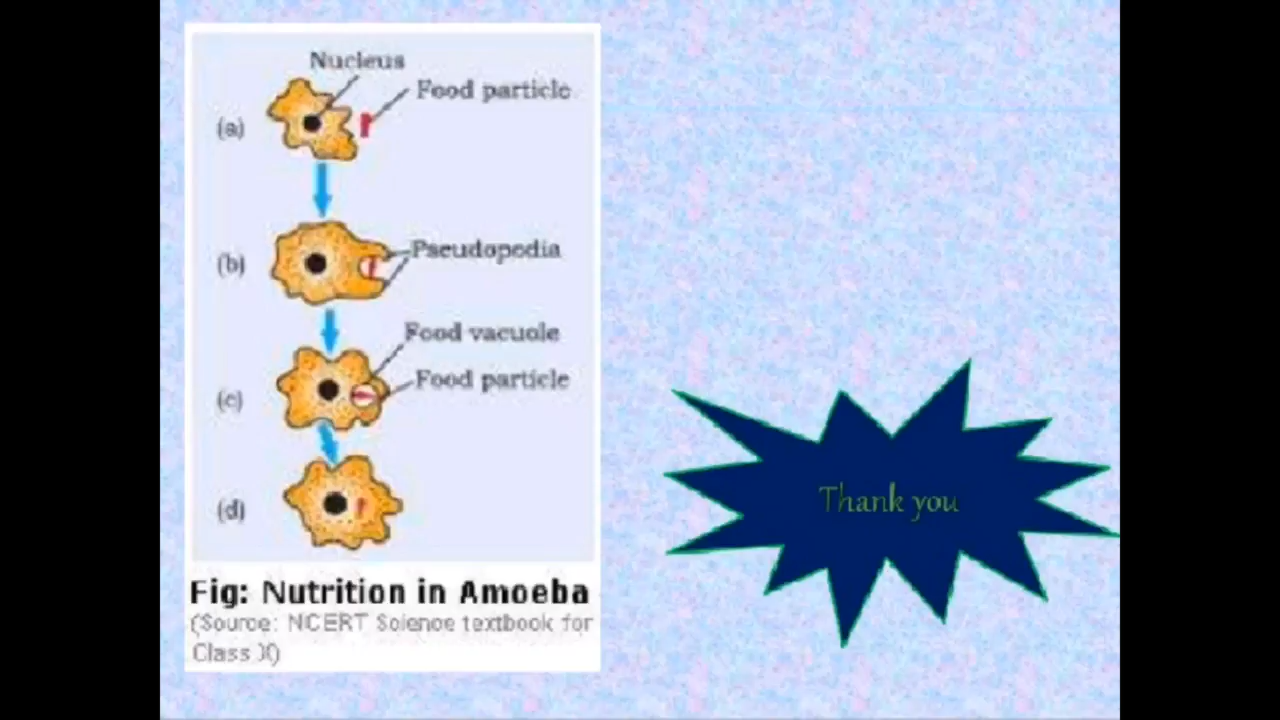 Nucleus
Food particle
(a)
(b)
Pseudopodia
Food vacuole
Food particle
(c)
(d)
Fig: Nutrition in Amoeba
(Source: NCERT Science textbook for
Class X)
Thank you